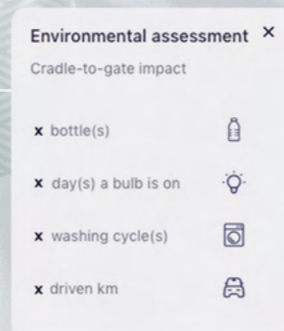 Environmental assessment ×
Cradle-to-gate impact
x bottle(s)
x day(s) a bulb is on
x washing cycle(s)
x driven km